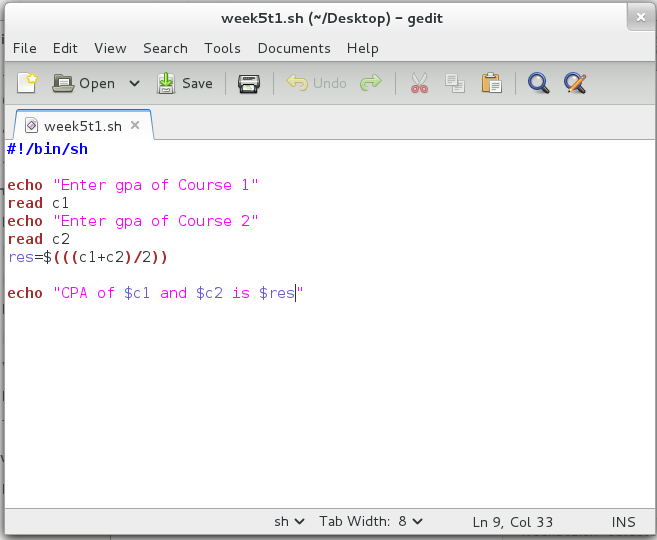 week5t1.sh (~/Desktop) – gedit
File Edit View Search Tools Documents Help
Open Save Undo
week5t1.sh
#!/bin/sh
echo "Enter gpa of Course 1"
read c1
echo "Enter gpa of Course 2"
read c2
res=$(((c1+c2)/2))
echo "CPA of $c1 and $c2 is $res"
sh Tab Width: 8 Ln 9, Col 33 INS